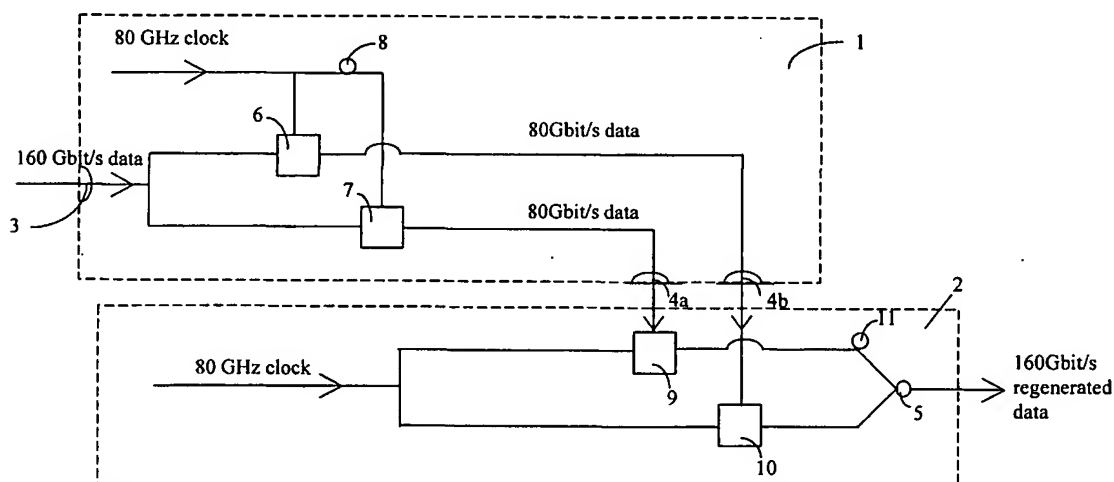 80 GHz clock
8
1
6
80Gbit/s data
160 Gbit/s data
7
80Gbit/s data
3
4a
4b
2
11
80 GHz clock
9
160Gbit/s
regenerated
data
5
10